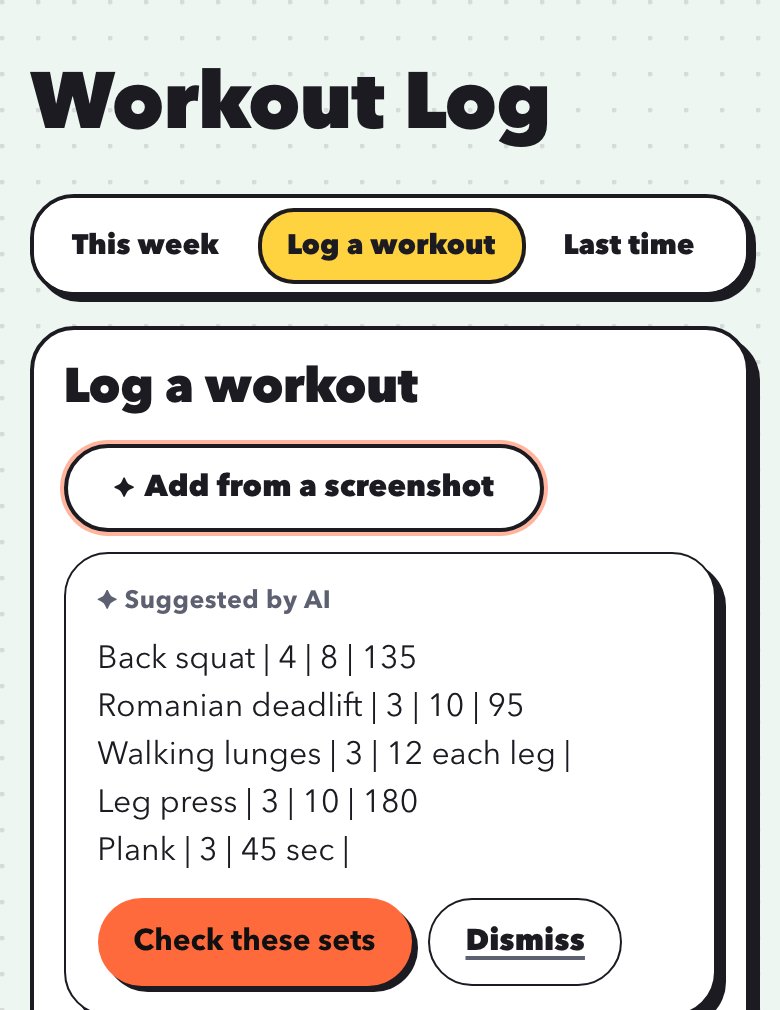 Workout Log
This week
Log a workout
Last time
Log a workout
Add from a screenshot
Suggested by AI
Back squat | 4 | 8 | 135
Romanian deadlift | 3 | 10 | 95
Walking lunges | 3 | 12 each leg |
Leg press | 3 | 10 | 180
Plank | 3 | 45 sec |
Check these sets
Dismiss